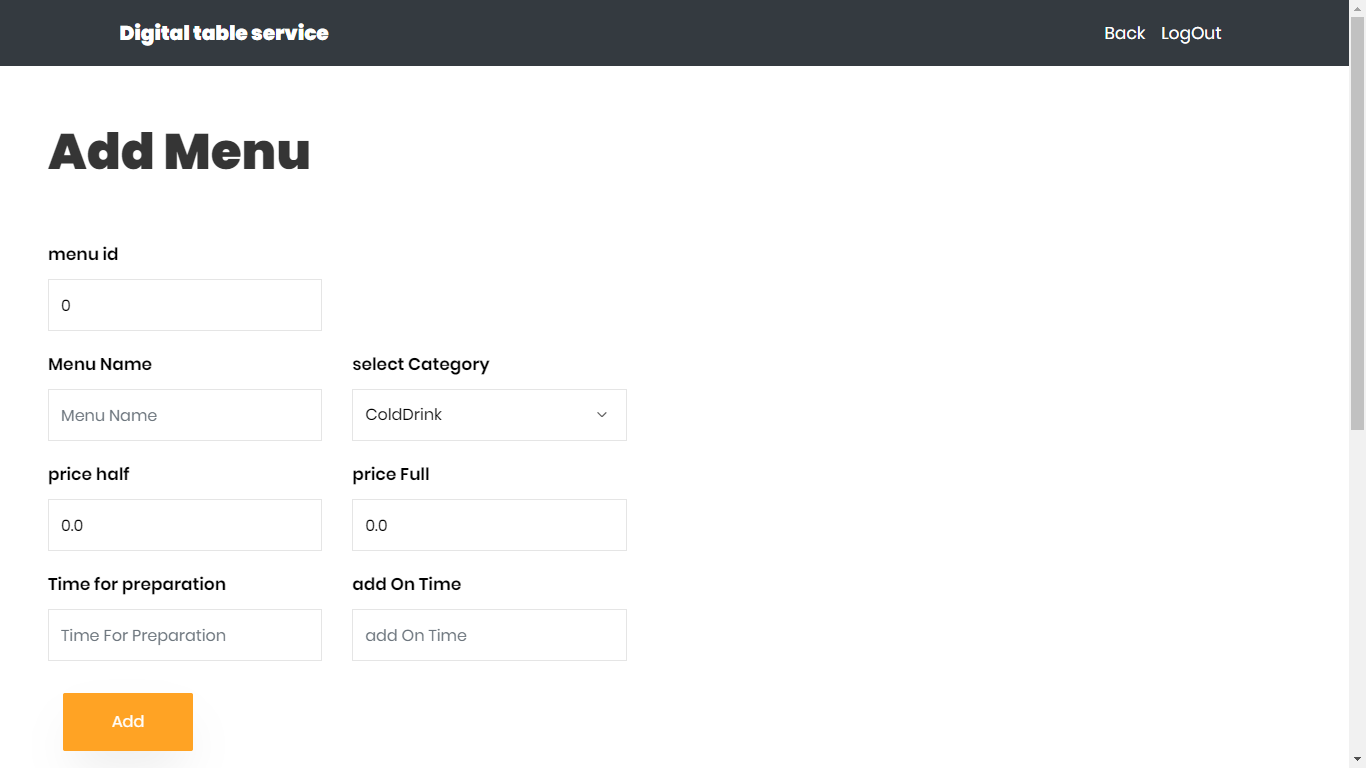 Digital table service
Back LogOut
Add Menu
menu id
0
Menu Name select Category
Menu Name ColdDrink
price half price Full
0.0 0.0
Time for preparation add On Time
Time For Preparation add On Time
Add